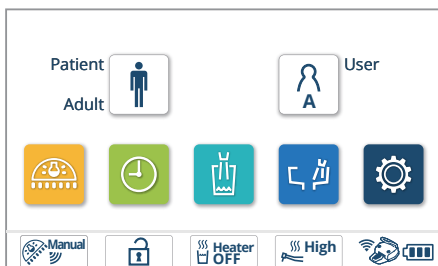 Patient
User
Adult
A
Manual
Heater
OFF
High